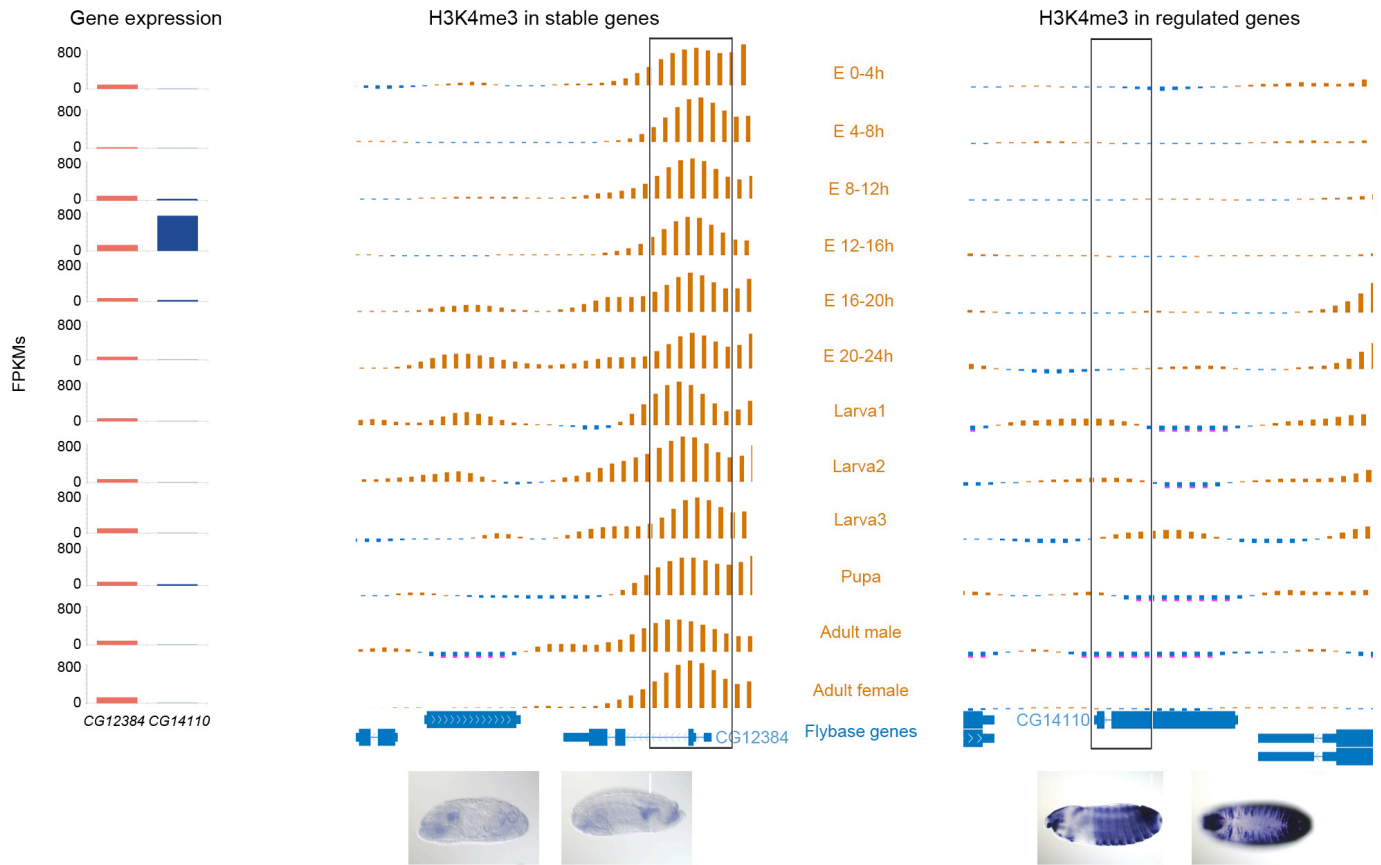 Gene expression
H3K4me3 in stable genes
H3K4me3 in regulated genes
FPKMs
800
0
E 0-4h
800
0
E 4-8h
800
0
E 8-12h
800
0
E 12-16h
800
0
E 16-20h
800
0
E 20-24h
800
0
Larva1
800
0
Larva2
800
0
Larva3
800
0
Pupa
800
0
Adult male
800
0
Adult female
CG12384 CG14110
CG12384
Flybase genes
CG14110